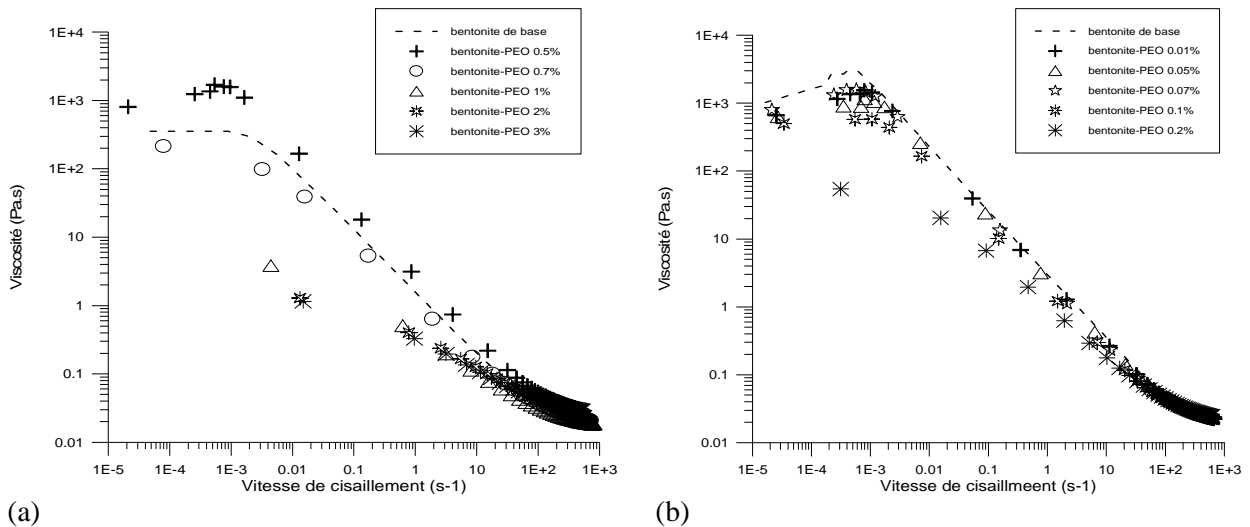 bentonite de base
bentonite-PEO 0.5%
bentonite-PEO 0.7%
bentonite-PEO 1%
bentonite-PEO 2%
bentonite-PEO 3%
1E+4
1E+3
1E+2
10
1
0.1
0.01
Viscosité (Pa.s)
1E-5
1E-4
1E-3
0.01
0.1
1
10
1E+2
1E+3
Vitesse de cisaillement (s-1)
(a)
bentonite de base
bentonite-PEO 0.01%
bentonite-PEO 0.05%
bentonite-PEO 0.07%
bentonite-PEO 0.1%
bentonite-PEO 0.2%
1E+4
1E+3
1E+2
10
1
0.1
0.01
Viscosité (Pa.s)
1E-5
1E-4
1E-3
0.01
0.1
1
10
1E+2
1E+3
Vitesse de cisaillmeent (s-1)
(b)